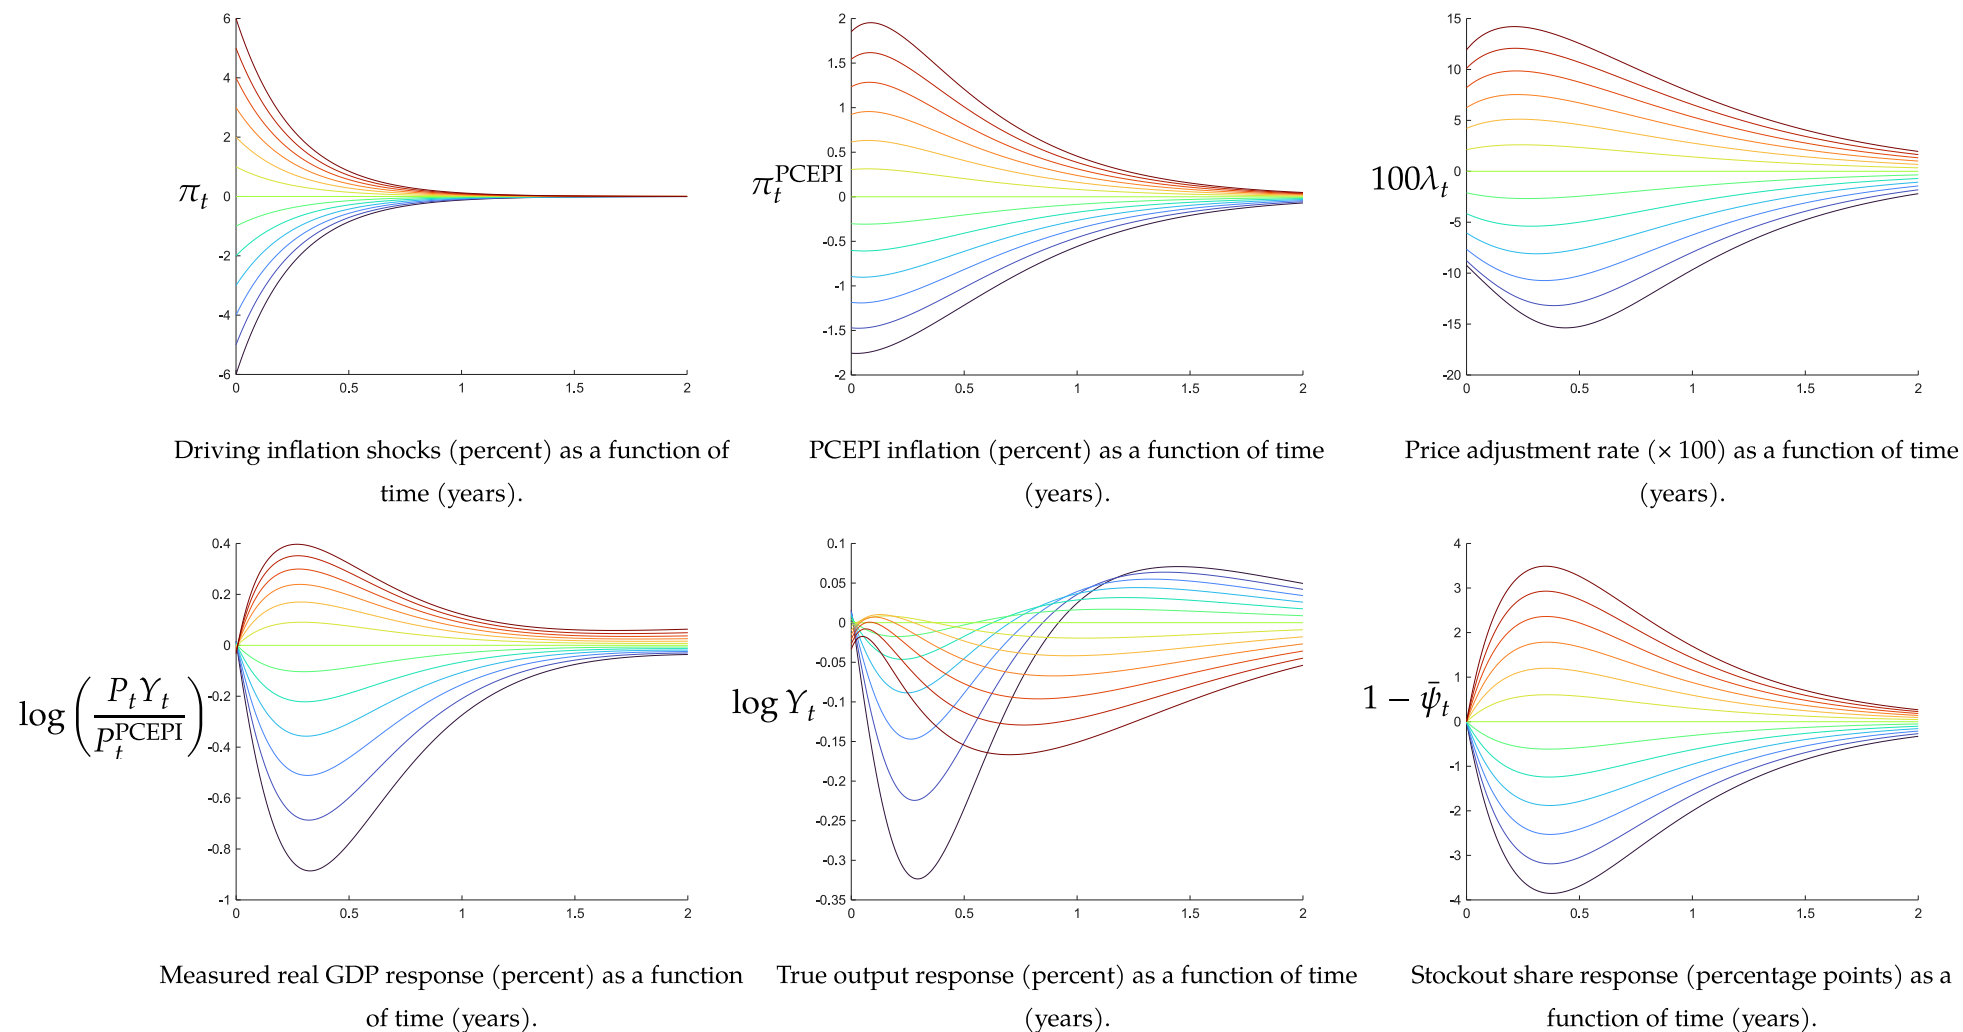 6
4
2
0
-2
-4
-6
π_t
0 0.5 1 1.5 2
Driving inflation shocks (percent) as a function of
time (years).
2
1.5
1
0.5
0
-0.5
-1
-1.5
-2
π_t^PCEPI
0 0.5 1 1.5 2
PCEPI inflation (percent) as a function of time
(years).
15
10
5
0
-5
-10
-15
-20
100λ_t
0 0.5 1 1.5 2
Price adjustment rate (× 100) as a function of time
(years).
0.4
0.2
0
-0.2
-0.4
-0.6
-0.8
-1
log(P_tY_t/P_t^PCEPI)
0 0.5 1 1.5 2
Measured real GDP response (percent) as a function
of time (years).
0.1
0.05
0
-0.05
-0.1
-0.15
-0.2
-0.25
-0.3
-0.35
log Y_t
0 0.5 1 1.5 2
True output response (percent) as a function of time
(years).
4
3
2
1
0
-1
-2
-3
-4
1 − ψ̄_t
0 0.5 1 1.5 2
Stockout share response (percentage points) as a
function of time (years).